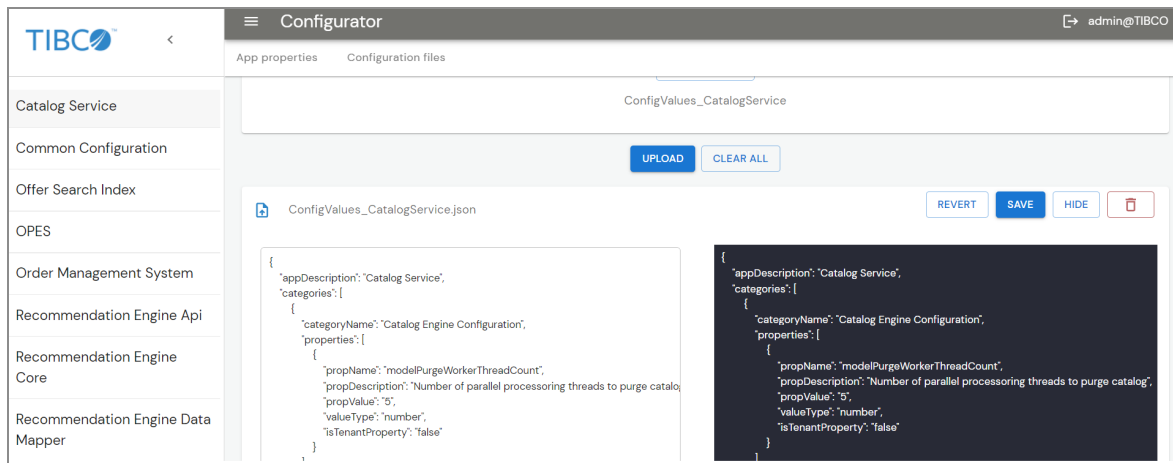 TIBCO™
Configurator
admin@TIBCO
App properties Configuration files
Catalog Service
Common Configuration
Offer Search Index
OPES
Order Management System
Recommendation Engine Api
Recommendation Engine
Core
Recommendation Engine Data
Mapper
ConfigValues_CatalogService
UPLOAD CLEAR ALL
ConfigValues_CatalogService.json
REVERT SAVE HIDE
{
"appDescription": "Catalog Service",
"categories": [
{
"categoryName": "Catalog Engine Configuration",
"properties": [
{
"propName": "modelPurgeWorkerThreadCount",
"propDescription": "Number of parallel processoring threads to purge catalog
"propValue": "5",
"valueType": "number",
"isTenantProperty": "false"
}
]
{
"appDescription": "Catalog Service",
"categories": [
{
"categoryName": "Catalog Engine Configuration",
"properties": [
{
"propName": "modelPurgeWorkerThreadCount",
"propDescription": "Number of parallel processoring threads to purge catalog",
"propValue": "5",
"valueType": "number",
"isTenantProperty": "false"
}
]